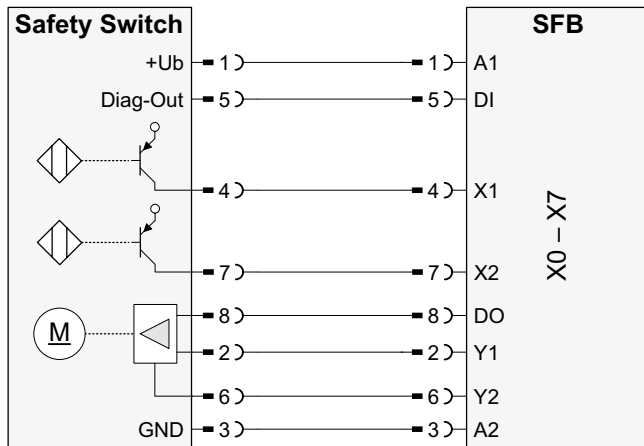 Safety Switch SFB
+Ub 1 1 A1
Diag-Out 5 5 DI
4 4 X1
7 7 X2
X0 – X7
8 8 DO
M
2 2 Y1
6 6 Y2
GND 3 3 A2